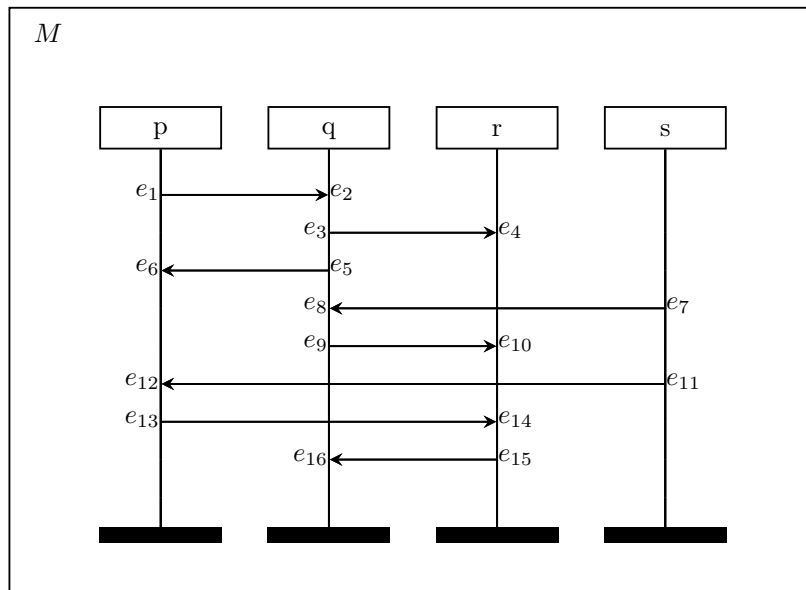 M
p q r s
e₁ e₂
e₃ e₄
e₆ e₅
e₈ e₇
e₉ e₁₀
e₁₂ e₁₁
e₁₃ e₁₄
e₁₆ e₁₅